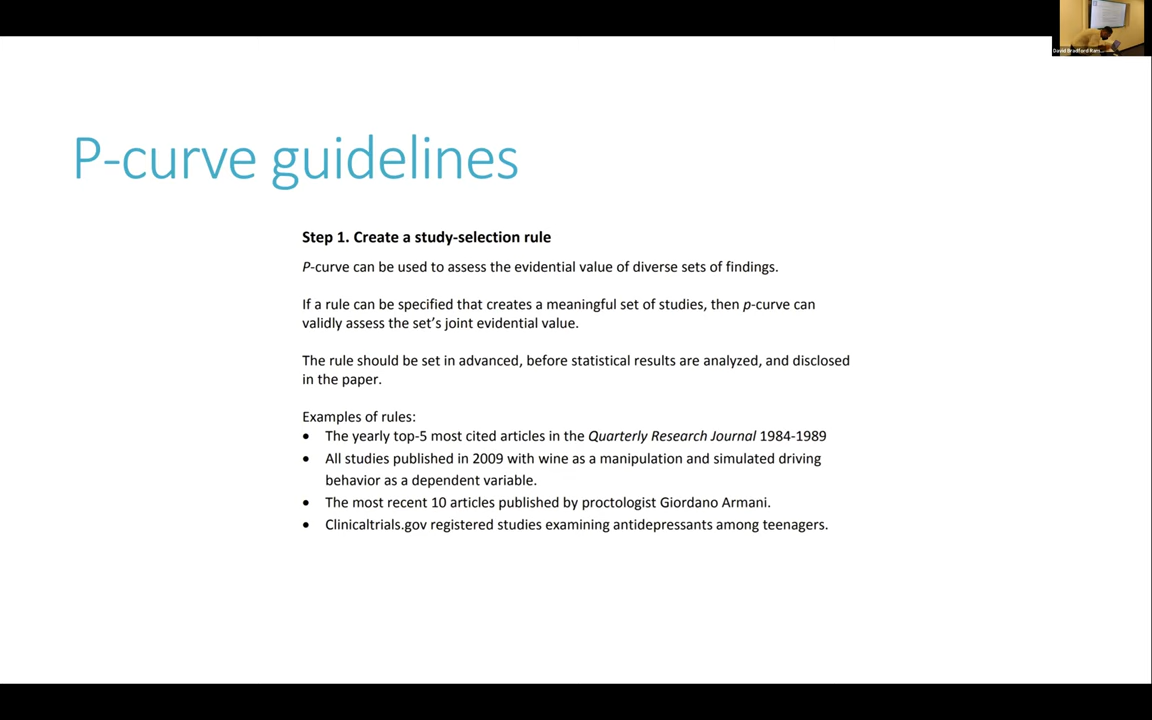 David Bradford Ram...
P-curve guidelines
Step 1. Create a study-selection rule
P-curve can be used to assess the evidential value of diverse sets of findings.
If a rule can be specified that creates a meaningful set of studies, then p-curve can
validly assess the set's joint evidential value.
The rule should be set in advanced, before statistical results are analyzed, and disclosed
in the paper.
Examples of rules:
• The yearly top-5 most cited articles in the Quarterly Research Journal 1984-1989
• All studies published in 2009 with wine as a manipulation and simulated driving
behavior as a dependent variable.
• The most recent 10 articles published by proctologist Giordano Armani.
• Clinicaltrials.gov registered studies examining antidepressants among teenagers.